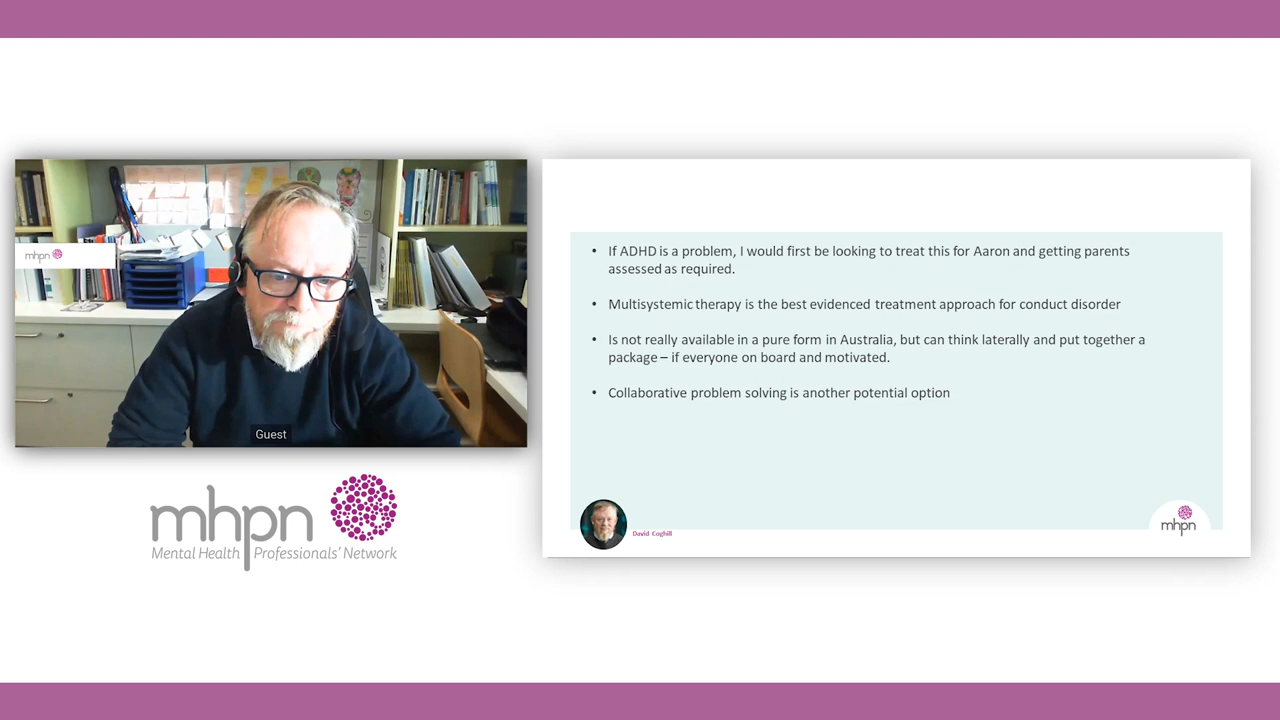 mhpn
Guest
mhpn
Mental Health Professionals' Network
• If ADHD is a problem, I would first be looking to treat this for Aaron and getting parents
assessed as required.
• Multisystemic therapy is the best evidenced treatment approach for conduct disorder
• Is not really available in a pure form in Australia, but can think laterally and put together a
package – if everyone on board and motivated.
• Collaborative problem solving is another potential option
David Coghill
mhpn